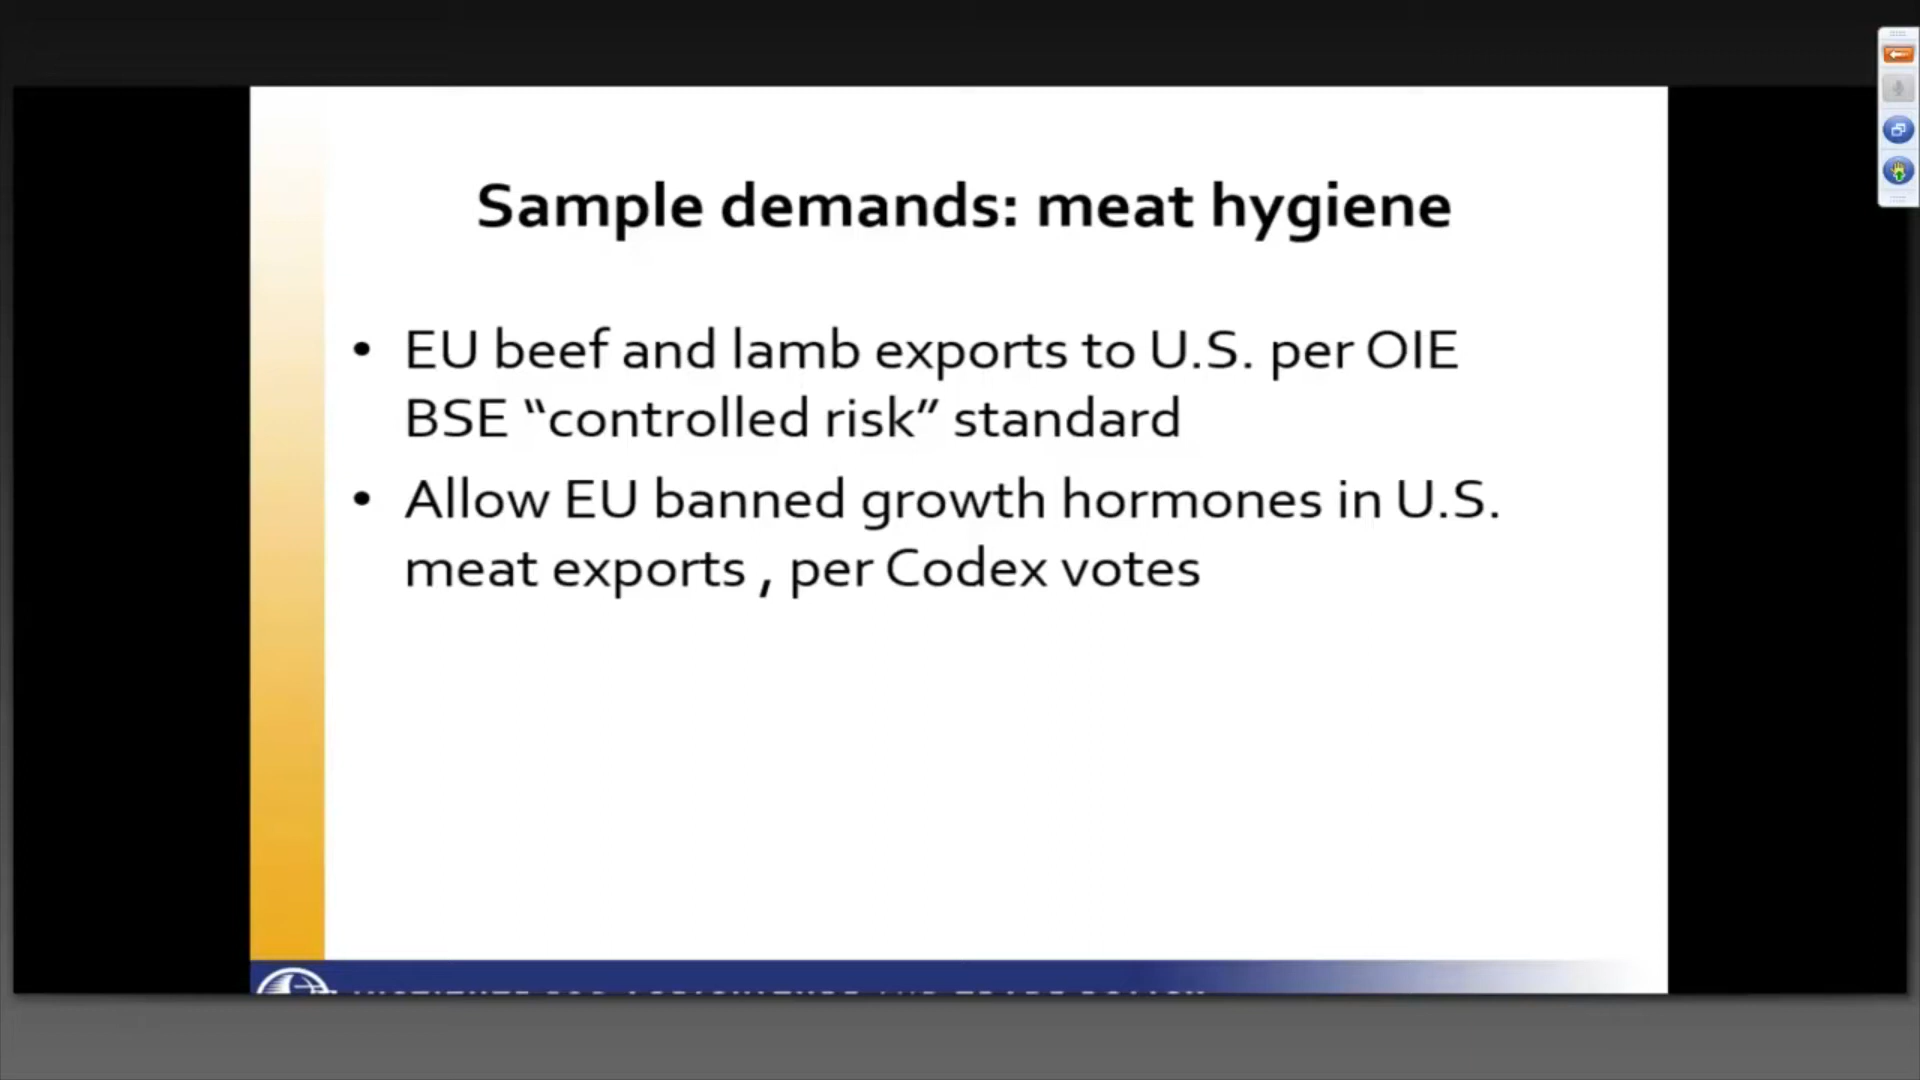 Sample demands: meat hygiene
• EU beef and lamb exports to U.S. per OIE
BSE “controlled risk” standard
• Allow EU banned growth hormones in U.S.
meat exports , per Codex votes